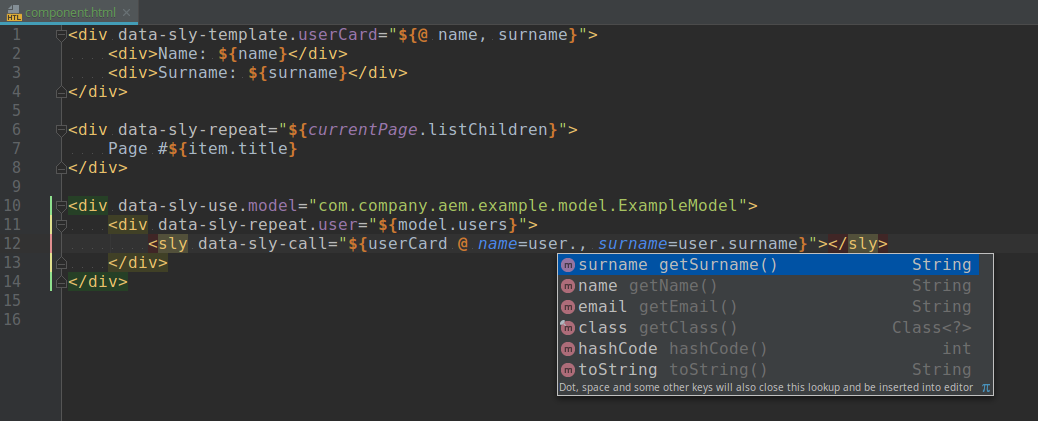 component.html ×
HTL
1 <div data-sly-template.userCard="${@ name, surname}">
2     <div>Name: ${name}</div>
3     <div>Surname: ${surname}</div>
4 </div>
5
6 <div data-sly-repeat="${currentPage.listChildren}">
7     Page #${item.title}
8 </div>
9
10 <div data-sly-use.model="com.company.aem.example.model.ExampleModel">
11     <div data-sly-repeat.user="${model.users}">
12         <sly data-sly-call="${userCard @ name=user., surname=user.surname}"></sly>
13     </div>
14 </div>
15
16
m surname getSurname() String
m name getName() String
m email getEmail() String
m class getClass() Class<?>
m hashCode hashCode() int
m toString toString() String
Dot, space and some other keys will also close this lookup and be inserted into editor π